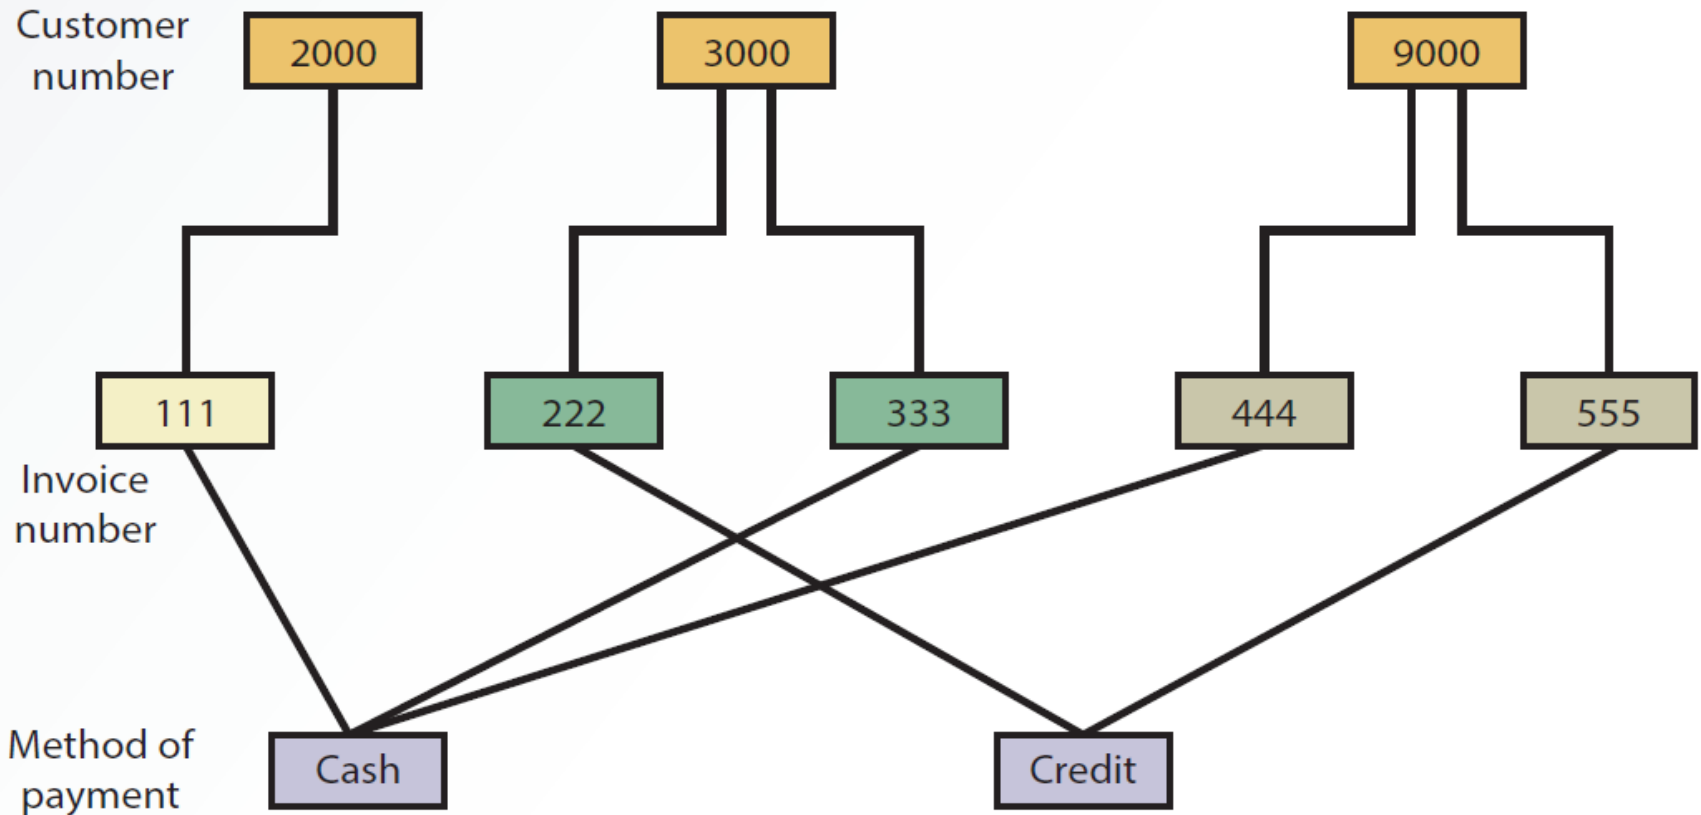 Customer
number
2000
3000
9000
111
222
333
444
555
Invoice
number
Method of
payment
Cash
Credit